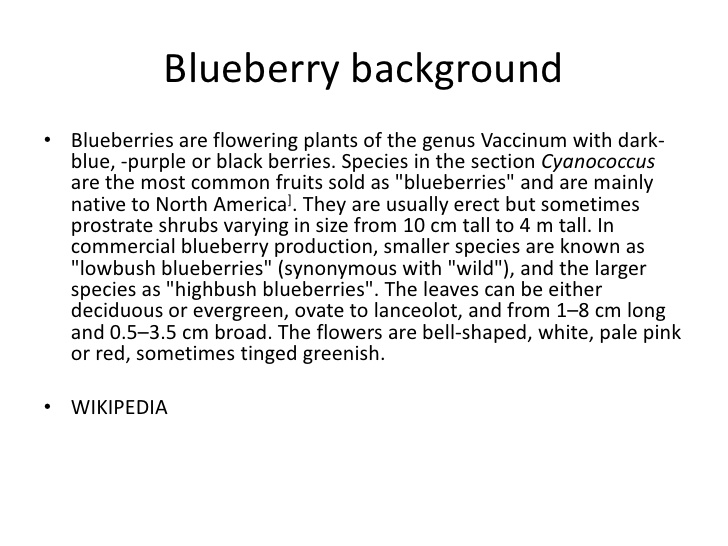 Blueberry background
• Blueberries are flowering plants of the genus Vaccinum with dark-
blue, -purple or black berries. Species in the section Cyanococcus
are the most common fruits sold as "blueberries" and are mainly
native to North America]. They are usually erect but sometimes
prostrate shrubs varying in size from 10 cm tall to 4 m tall. In
commercial blueberry production, smaller species are known as
"lowbush blueberries" (synonymous with "wild"), and the larger
species as "highbush blueberries". The leaves can be either
deciduous or evergreen, ovate to lanceolot, and from 1–8 cm long
and 0.5–3.5 cm broad. The flowers are bell-shaped, white, pale pink
or red, sometimes tinged greenish.
• WIKIPEDIA